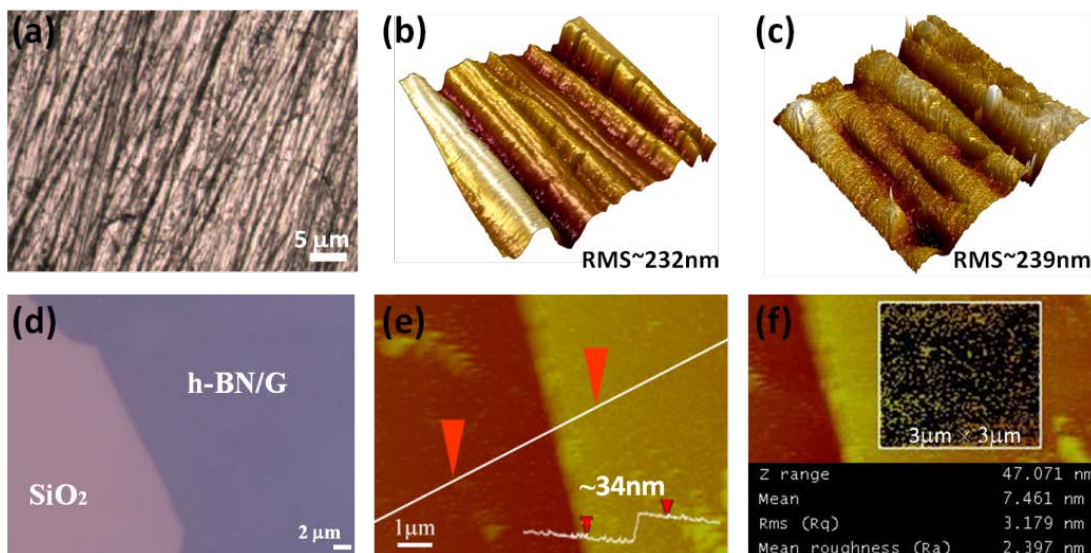 (a)
5 μm
(b)
RMS~232nm
(c)
RMS~239nm
(d)
h-BN/G
SiO₂
2 μm
(e)
~34nm
1μm
(f)
3μm × 3μm
Z range 47.071 nm
Mean 7.461 nm
Rms (Rq) 3.179 nm
Mean roughness (Ra) 2.397 nm